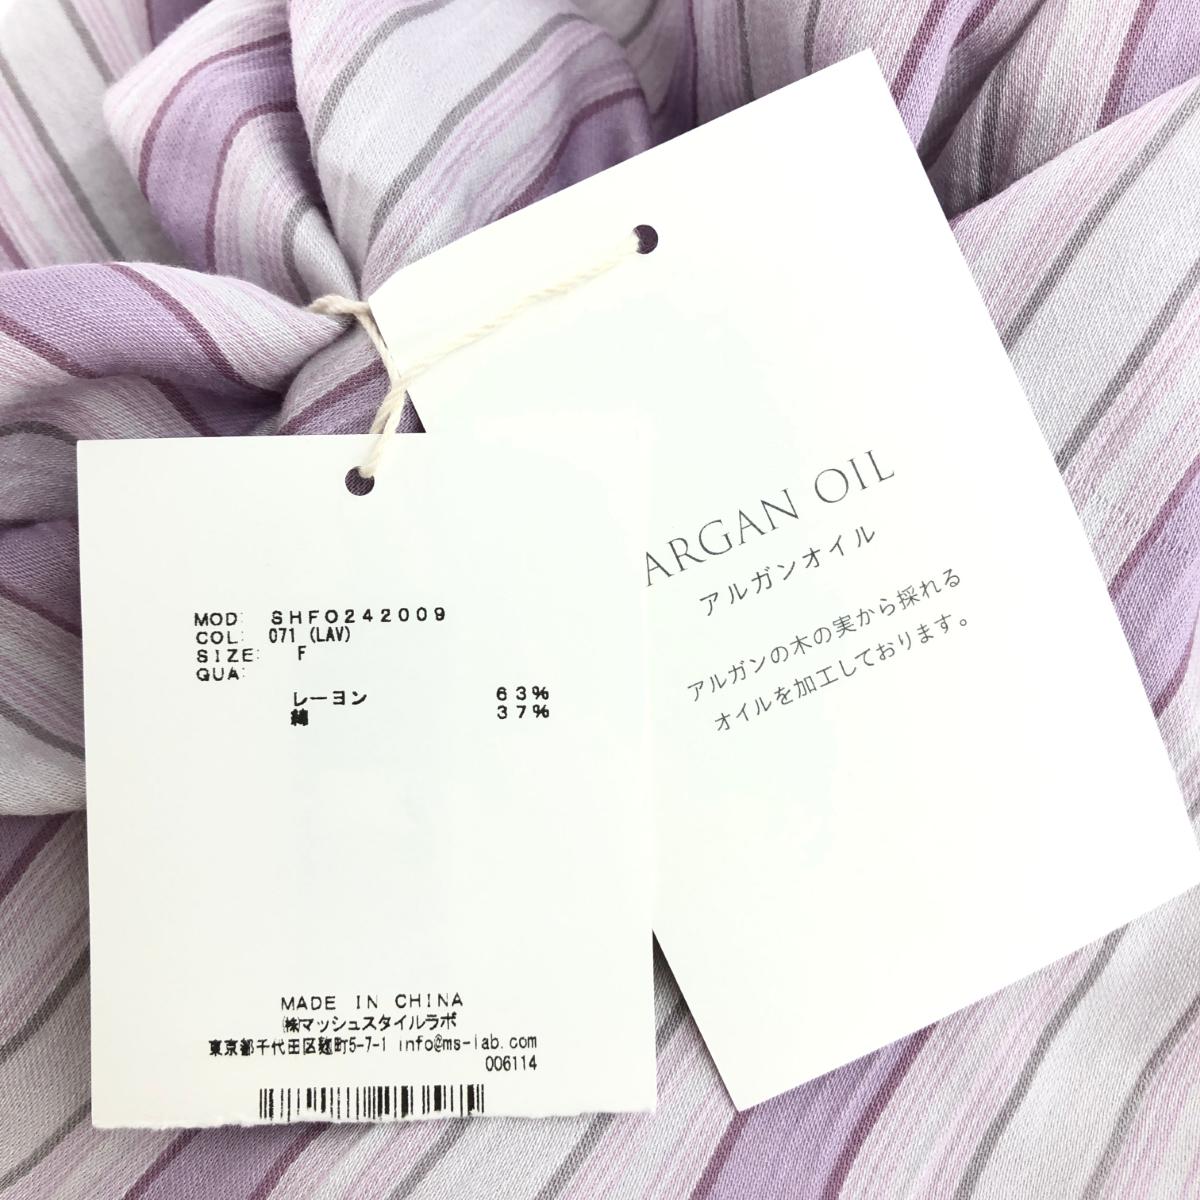 MOD: SHFO242009
COL: 071 (LAV)
SIZE: F
QUA:
レーヨン 63%
綿 37%
MADE IN CHINA
㈱マッシュスタイルラボ
東京都千代田区麹町5-7-1 info@ms-lab.com
006114
ARGAN OIL
アルガンオイル
アルガンの木の実から採れる
オイルを加工しております。